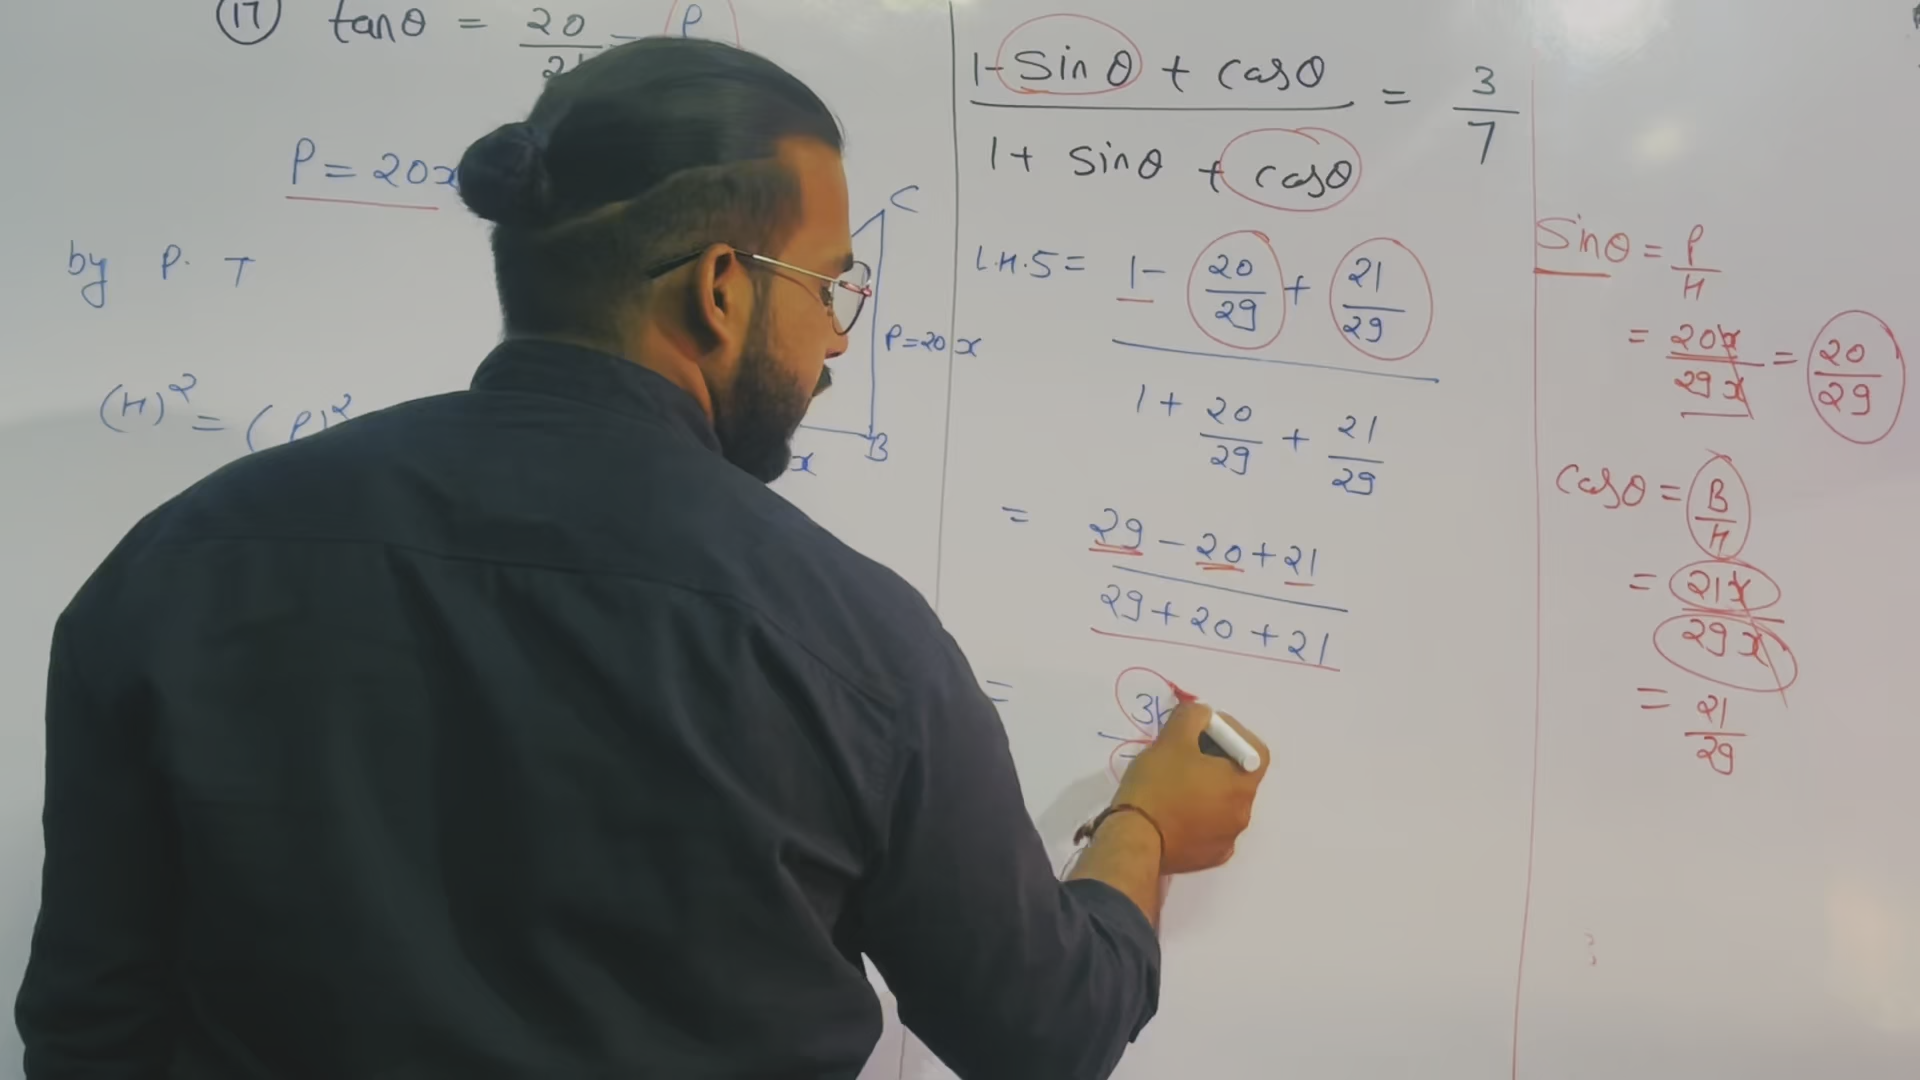 (17) tanθ = 20/21 = P
P = 20x
by P. T
(H)² = (P)²
C
P=20x
B
x
1 - Sinθ + cosθ / 1 + Sinθ + cosθ = 3/7
L.H.S = 1 - 20/29 + 21/29 / 1 + 20/29 + 21/29
= 29 - 20 + 21 / 29 + 20 + 21
= 3
Sinθ = P/H
= 20x/29x = 20/29
cosθ = B/H
= 21x/29x
= 21/29